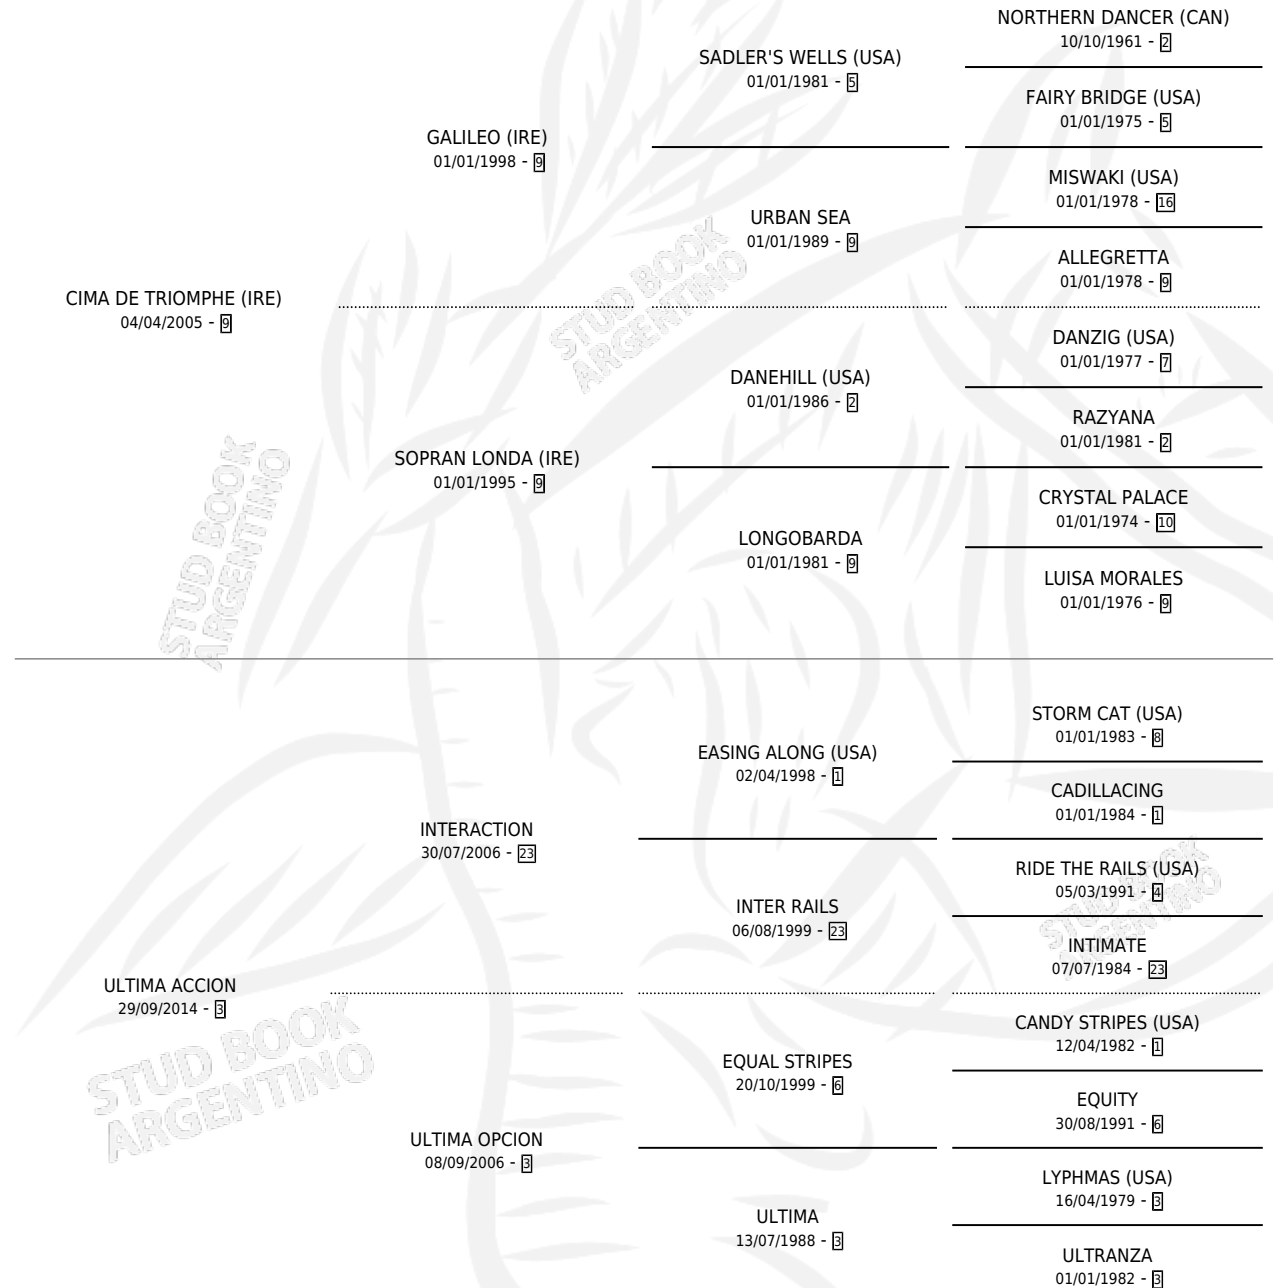 NORTHERN DANCER (CAN)
10/10/1961 - 2
SADLER'S WELLS (USA)
01/01/1981 - 5
FAIRY BRIDGE (USA)
01/01/1975 - 5
GALILEO (IRE)
01/01/1998 - 9
MISWAKI (USA)
01/01/1978 - 16
URBAN SEA
01/01/1989 - 9
ALLEGRETTA
01/01/1978 - 9
CIMA DE TRIOMPHE (IRE)
04/04/2005 - 9
STUD BOOK
ARGENTINO
DANZIG (USA)
01/01/1977 - 7
DANEHILL (USA)
01/01/1986 - 2
RAZYANA
01/01/1981 - 2
SOPRAN LONDA (IRE)
01/01/1995 - 9
CRYSTAL PALACE
01/01/1974 - 10
LONGOBARDA
01/01/1981 - 9
LUISA MORALES
01/01/1976 - 9
STUD BOOK
ARGENTINO
STORM CAT (USA)
01/01/1983 - 8
EASING ALONG (USA)
02/04/1998 - 1
CADILLACING
01/01/1984 - 1
INTERACTION
30/07/2006 - 23
RIDE THE RAILS (USA)
05/03/1991 - 4
INTER RAILS
06/08/1999 - 23
STUD BOOK
ARGENTINO
INTIMATE
07/07/1984 - 23
ULTIMA ACCION
29/09/2014 - 3
STUD BOOK
ARGENTINO
CANDY STRIPES (USA)
12/04/1982 - 1
EQUAL STRIPES
20/10/1999 - 6
EQUITY
30/08/1991 - 6
ULTIMA OPCION
08/09/2006 - 3
LYPHMAS (USA)
16/04/1979 - 3
ULTIMA
13/07/1988 - 3
ULTRANZA
01/01/1982 - 3